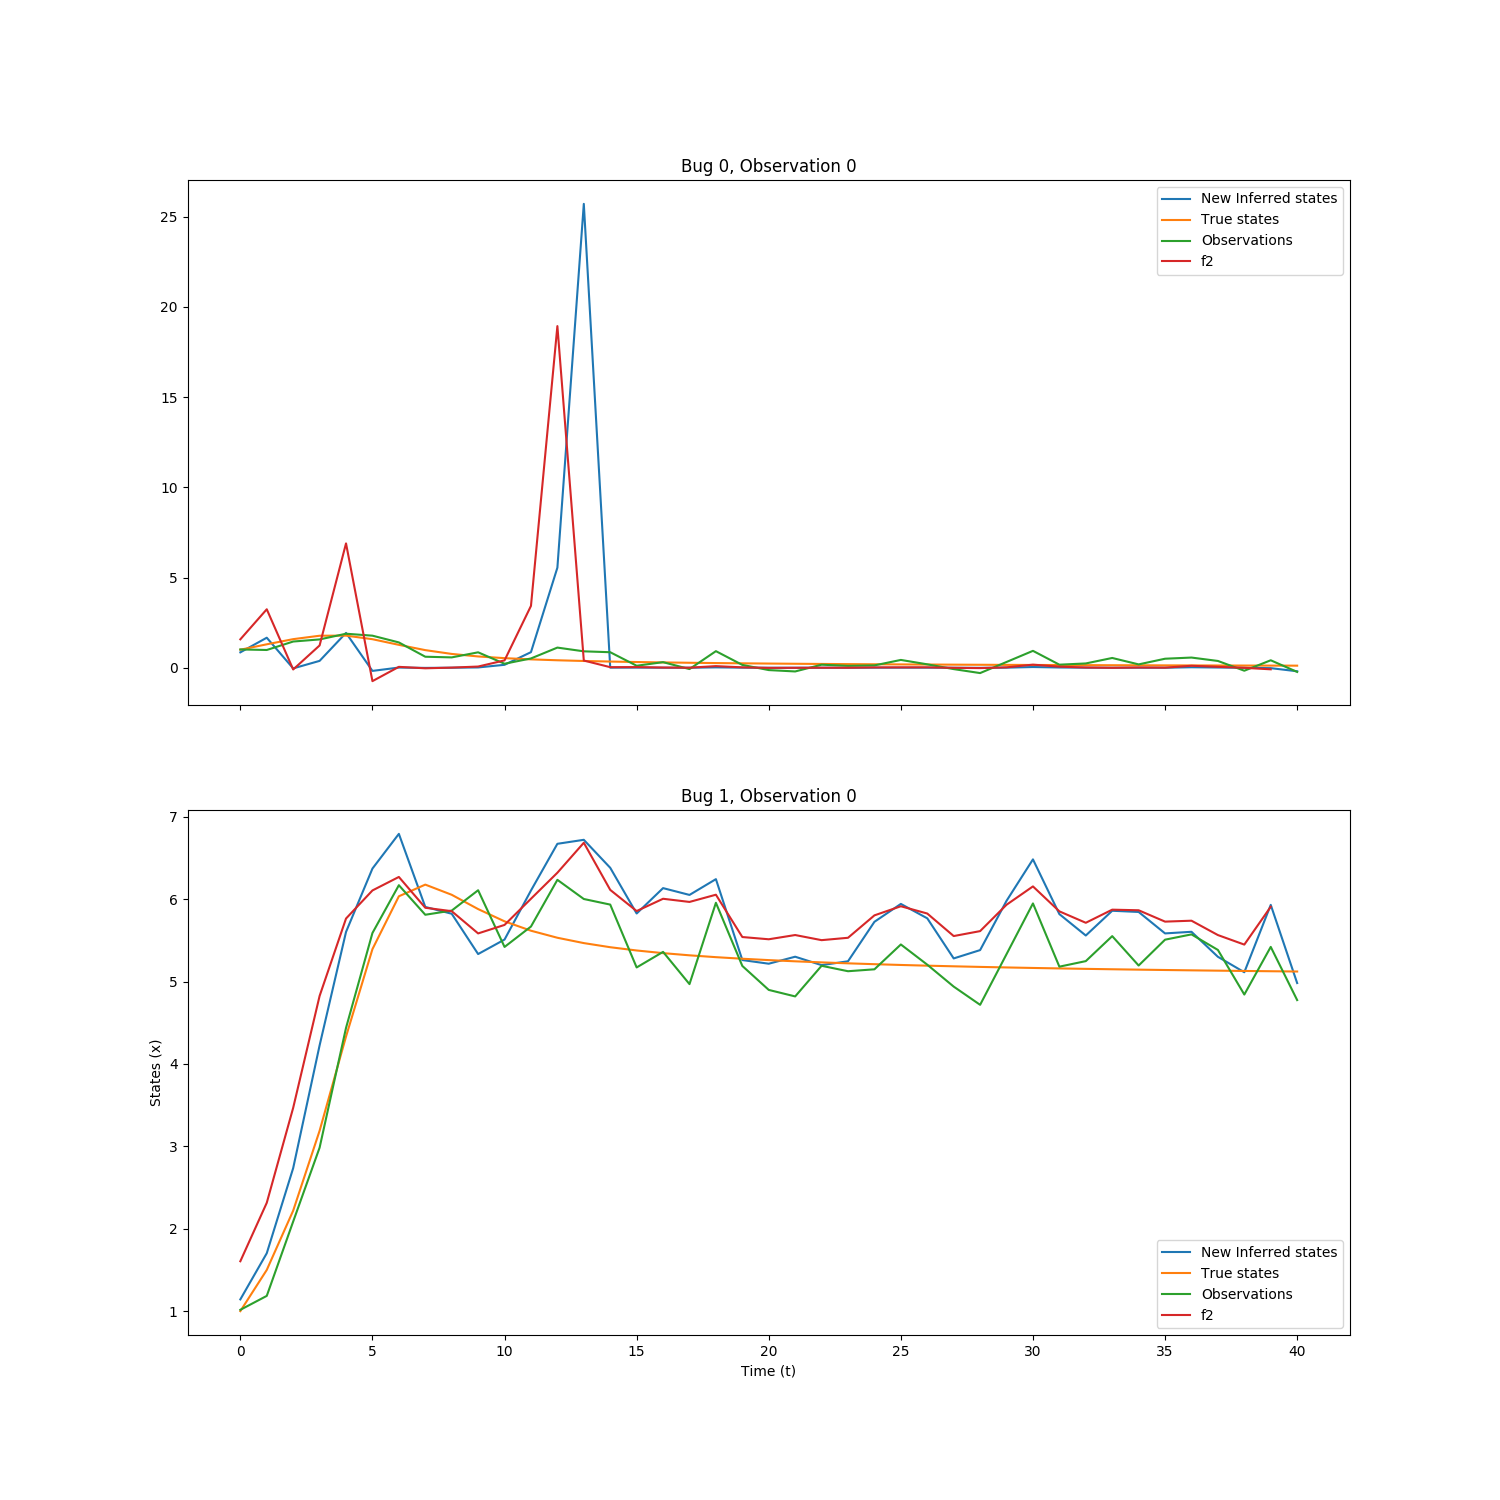 Bug 0, Observation 0
25
20
15
10
5
0
New Inferred states
True states
Observations
f2
Bug 1, Observation 0
7
6
5
4
3
2
1
States (x)
New Inferred states
True states
Observations
f2
0 5 10 15 20 25 30 35 40
Time (t)